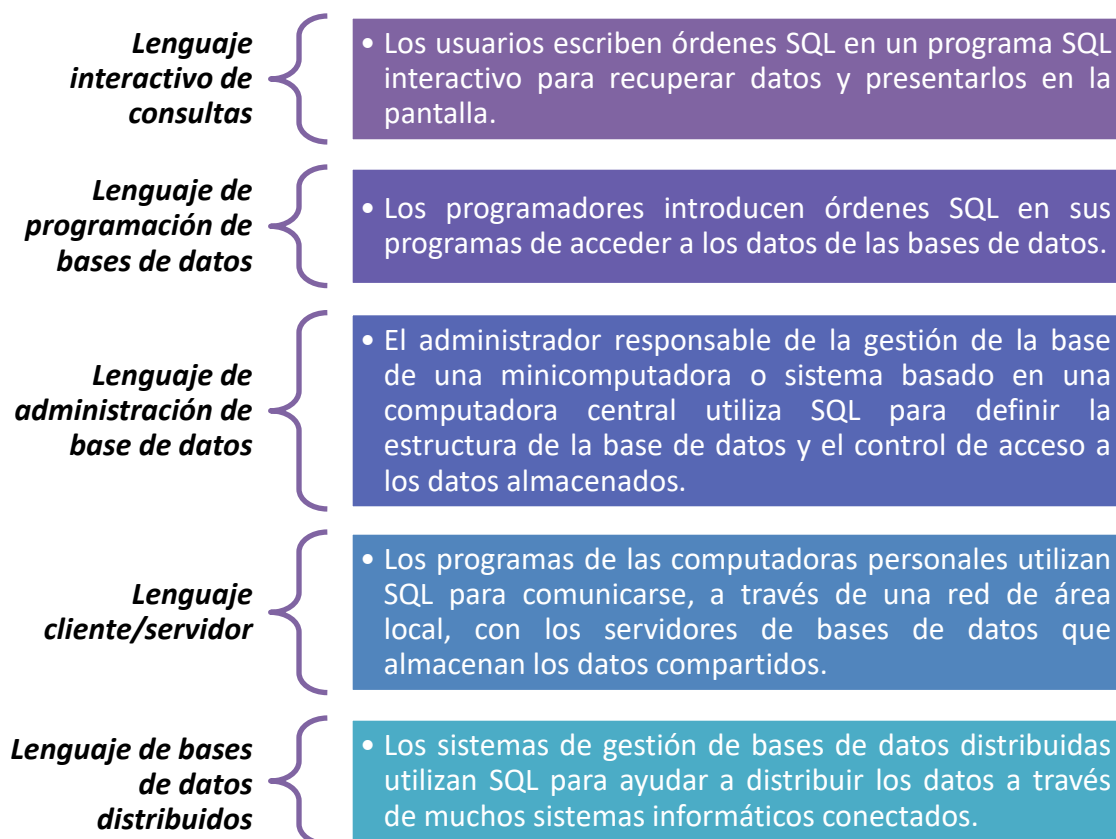 Lenguaje
interactivo de
consultas
• Los usuarios escriben órdenes SQL en un programa SQL
interactivo para recuperar datos y presentarlos en la
pantalla.
Lenguaje de
programación de
bases de datos
• Los programadores introducen órdenes SQL en sus
programas de acceder a los datos de las bases de datos.
Lenguaje de
administración de
base de datos
• El administrador responsable de la gestión de la base
de una minicomputadora o sistema basado en una
computadora central utiliza SQL para definir la
estructura de la base de datos y el control de acceso a
los datos almacenados.
Lenguaje
cliente/servidor
• Los programas de las computadoras personales utilizan
SQL para comunicarse, a través de una red de área
local, con los servidores de bases de datos que
almacenan los datos compartidos.
Lenguaje de bases
de datos
distribuidos
• Los sistemas de gestión de bases de datos distribuidas
utilizan SQL para ayudar a distribuir los datos a través
de muchos sistemas informáticos conectados.